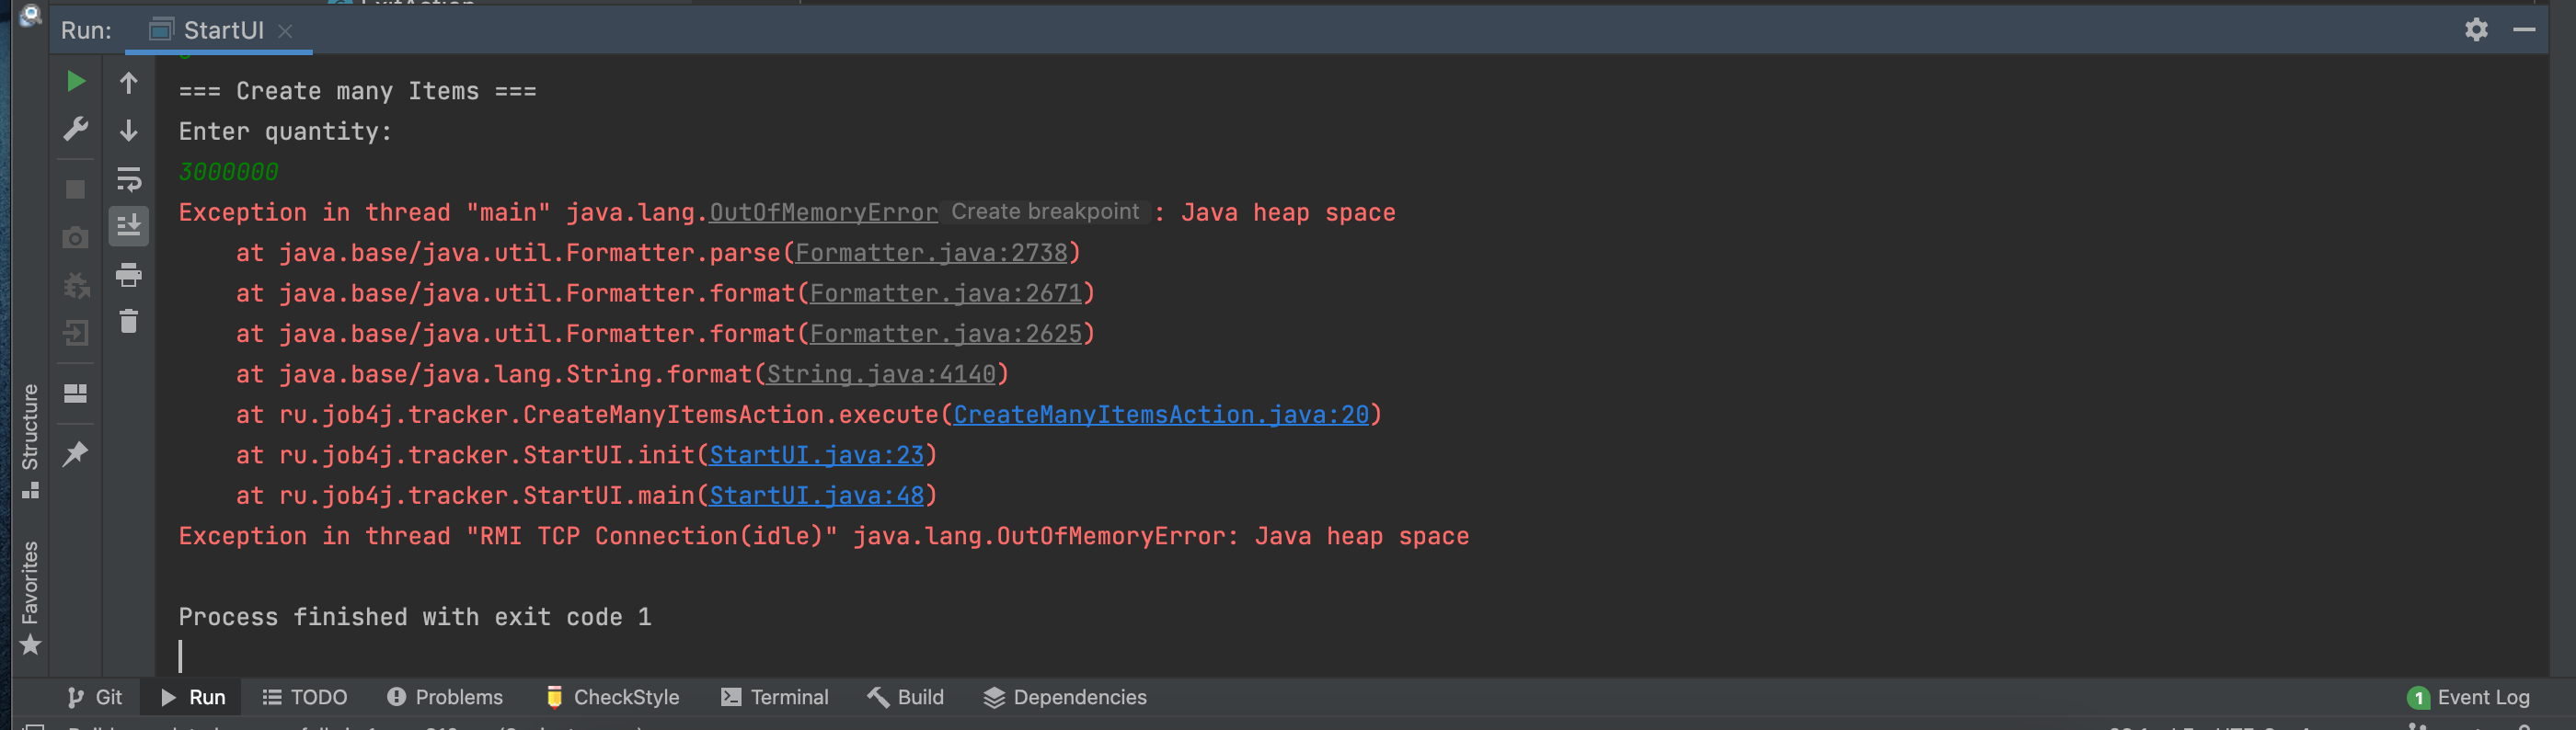 Run: StartUI
=== Create many Items ===
Enter quantity:
3000000
Exception in thread "main" java.lang.OutOfMemoryError Create breakpoint : Java heap space
at java.base/java.util.Formatter.parse(Formatter.java:2738)
at java.base/java.util.Formatter.format(Formatter.java:2671)
at java.base/java.util.Formatter.format(Formatter.java:2625)
at java.base/java.lang.String.format(String.java:4140)
at ru.job4j.tracker.CreateManyItemsAction.execute(CreateManyItemsAction.java:20)
at ru.job4j.tracker.StartUI.init(StartUI.java:23)
at ru.job4j.tracker.StartUI.main(StartUI.java:48)
Exception in thread "RMI TCP Connection(idle)" java.lang.OutOfMemoryError: Java heap space
Process finished with exit code 1
Structure
Favorites
Git Run TODO Problems CheckStyle Terminal Build Dependencies 1 Event Log